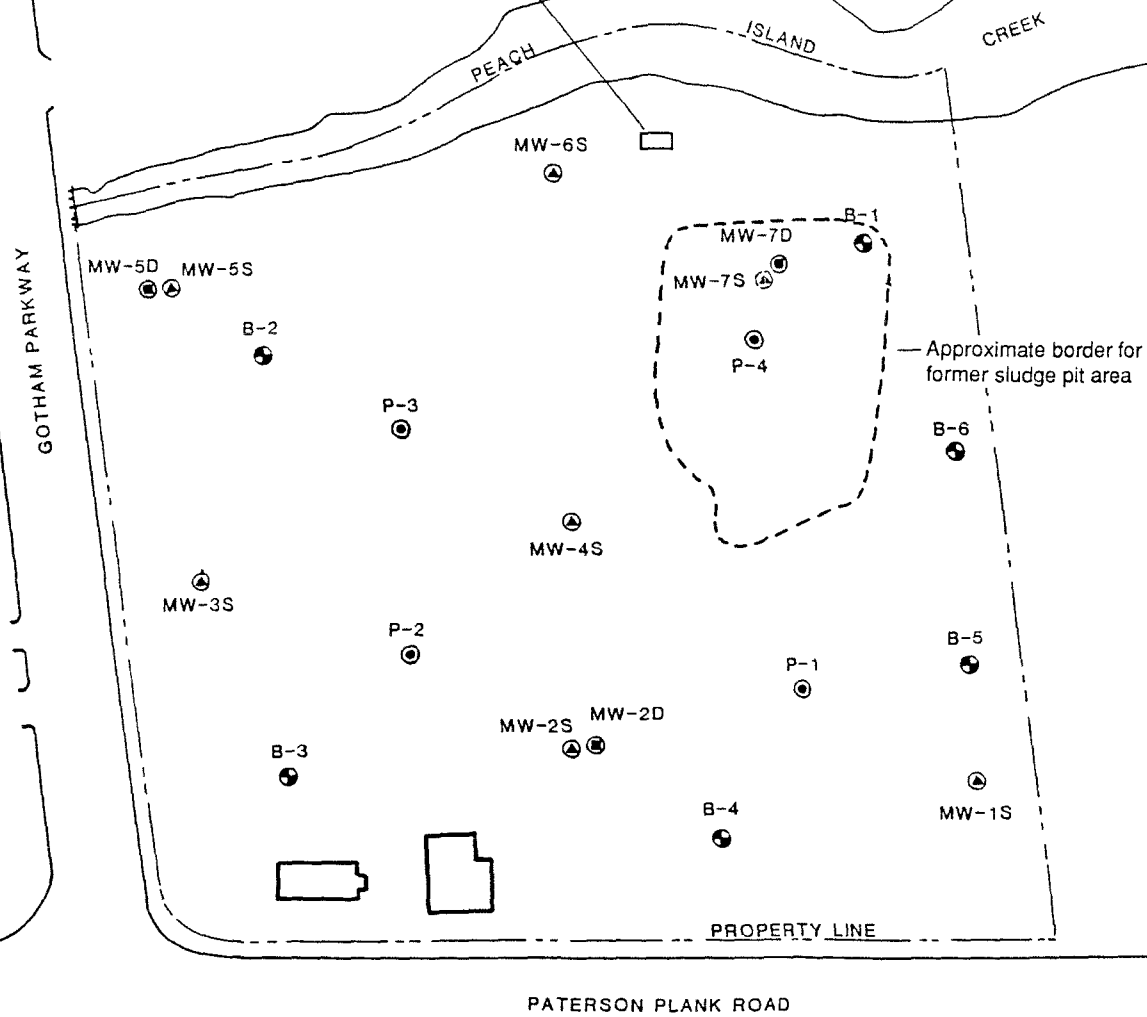 PEACH ISLAND CREEK
MW-6S
B-1
MW-7D
MW-5D MW-5S
MW-7S
GOTHAM PARKWAY
B-2
Approximate border for
former sludge pit area
P-4
P-3
B-6
MW-4S
MW-3S
P-2
B-5
P-1
MW-2S MW-2D
B-3
B-4
MW-1S
PROPERTY LINE
PATERSON PLANK ROAD